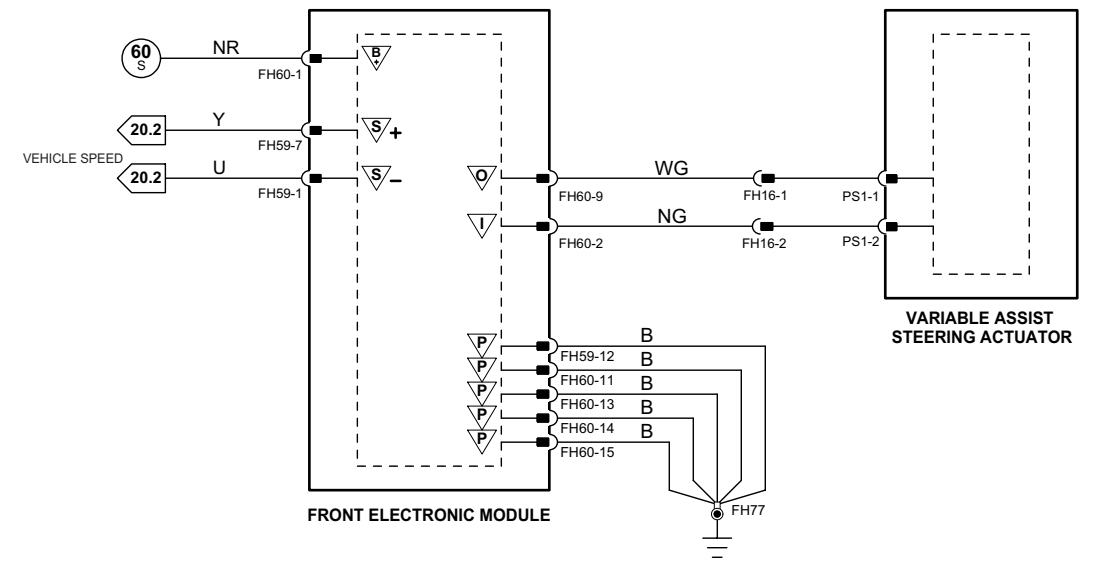 60
S
NR
FH60-1
B
+
20.2
Y
FH59-7
S
+
VEHICLE SPEED
20.2
U
FH59-1
S
–
O
FH60-9
WG
FH16-1
PS1-1
I
FH60-2
NG
FH16-2
PS1-2
VARIABLE ASSIST
STEERING ACTUATOR
P
FH59-12
B
P
FH60-11
B
P
FH60-13
B
P
FH60-14
B
P
FH60-15
B
FH77
FRONT ELECTRONIC MODULE